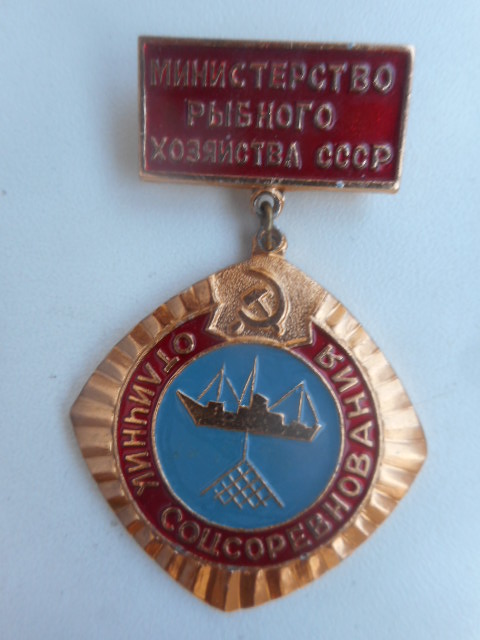 МИНИСТЕРСТВО
РЫБНОГО
ХОЗЯЙСТВА СССР
ОТЛИЧНИК СОЦСОРЕВНОВАНИЯ